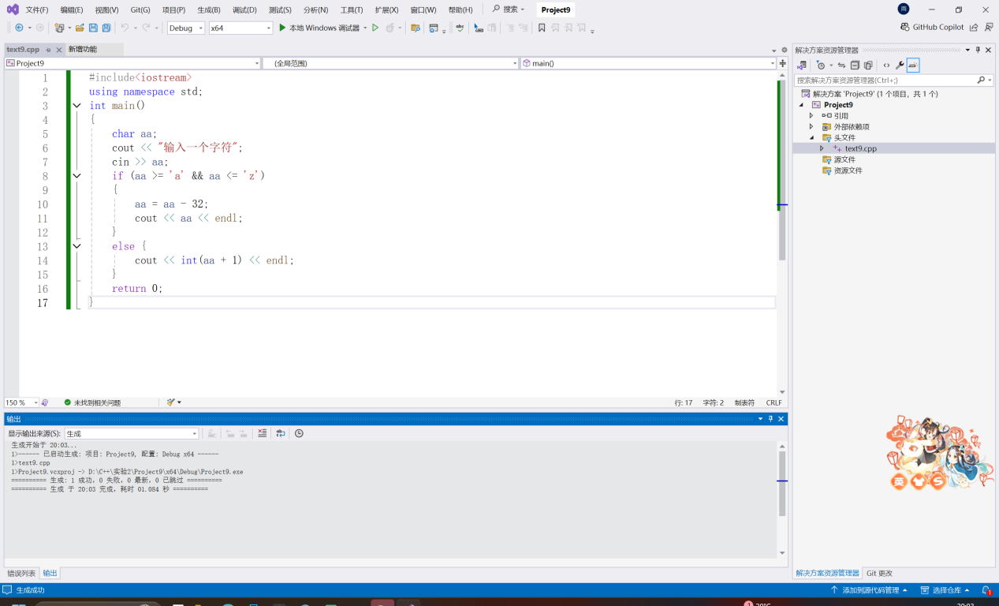 文件(F) 编辑(E) 视图(V) Git(G) 项目(P) 生成(B) 调试(D) 测试(S) 分析(N) 工具(T) 扩展(X) 窗口(W) 帮助(H) 搜索 Project9
Debug x64 本地 Windows 调试器 GitHub Copilot
text9.cpp 新增功能
Project9 (全局范围) main()
1 #include<iostream>
2 using namespace std;
3 int main()
4 {
5 char aa;
6 cout << "输入一个字符";
7 cin >> aa;
8 if (aa >= 'a' && aa <= 'z')
9 {
10 aa = aa - 32;
11 cout << aa << endl;
12 }
13 else {
14 cout << int(aa + 1) << endl;
15 }
16 return 0;
17 }
150 % 未找到相关问题 行: 17 字符: 2 制表符 CRLF
输出
显示输出来源(S): 生成
生成开始于 20:03...
1>------ 已启动生成: 项目: Project9, 配置: Debug x64 ------
1>text9.cpp
1>Project9.vcxproj -> D:\C++\实验2\Project9\x64\Debug\Project9.exe
========== 生成: 1 成功，0 失败，0 最新，0 已跳过 ==========
========== 生成 于 20:03 完成，耗时 01.084 秒 ==========
错误列表 输出
解决方案资源管理器
搜索解决方案资源管理器(Ctrl+;)
解决方案 'Project9' (1 个项目，共 1 个)
Project9
引用
外部依赖项
头文件
text9.cpp
源文件
资源文件
英 S
解决方案资源管理器 Git 更改
生成成功 添加到源代码管理 选择仓库 1